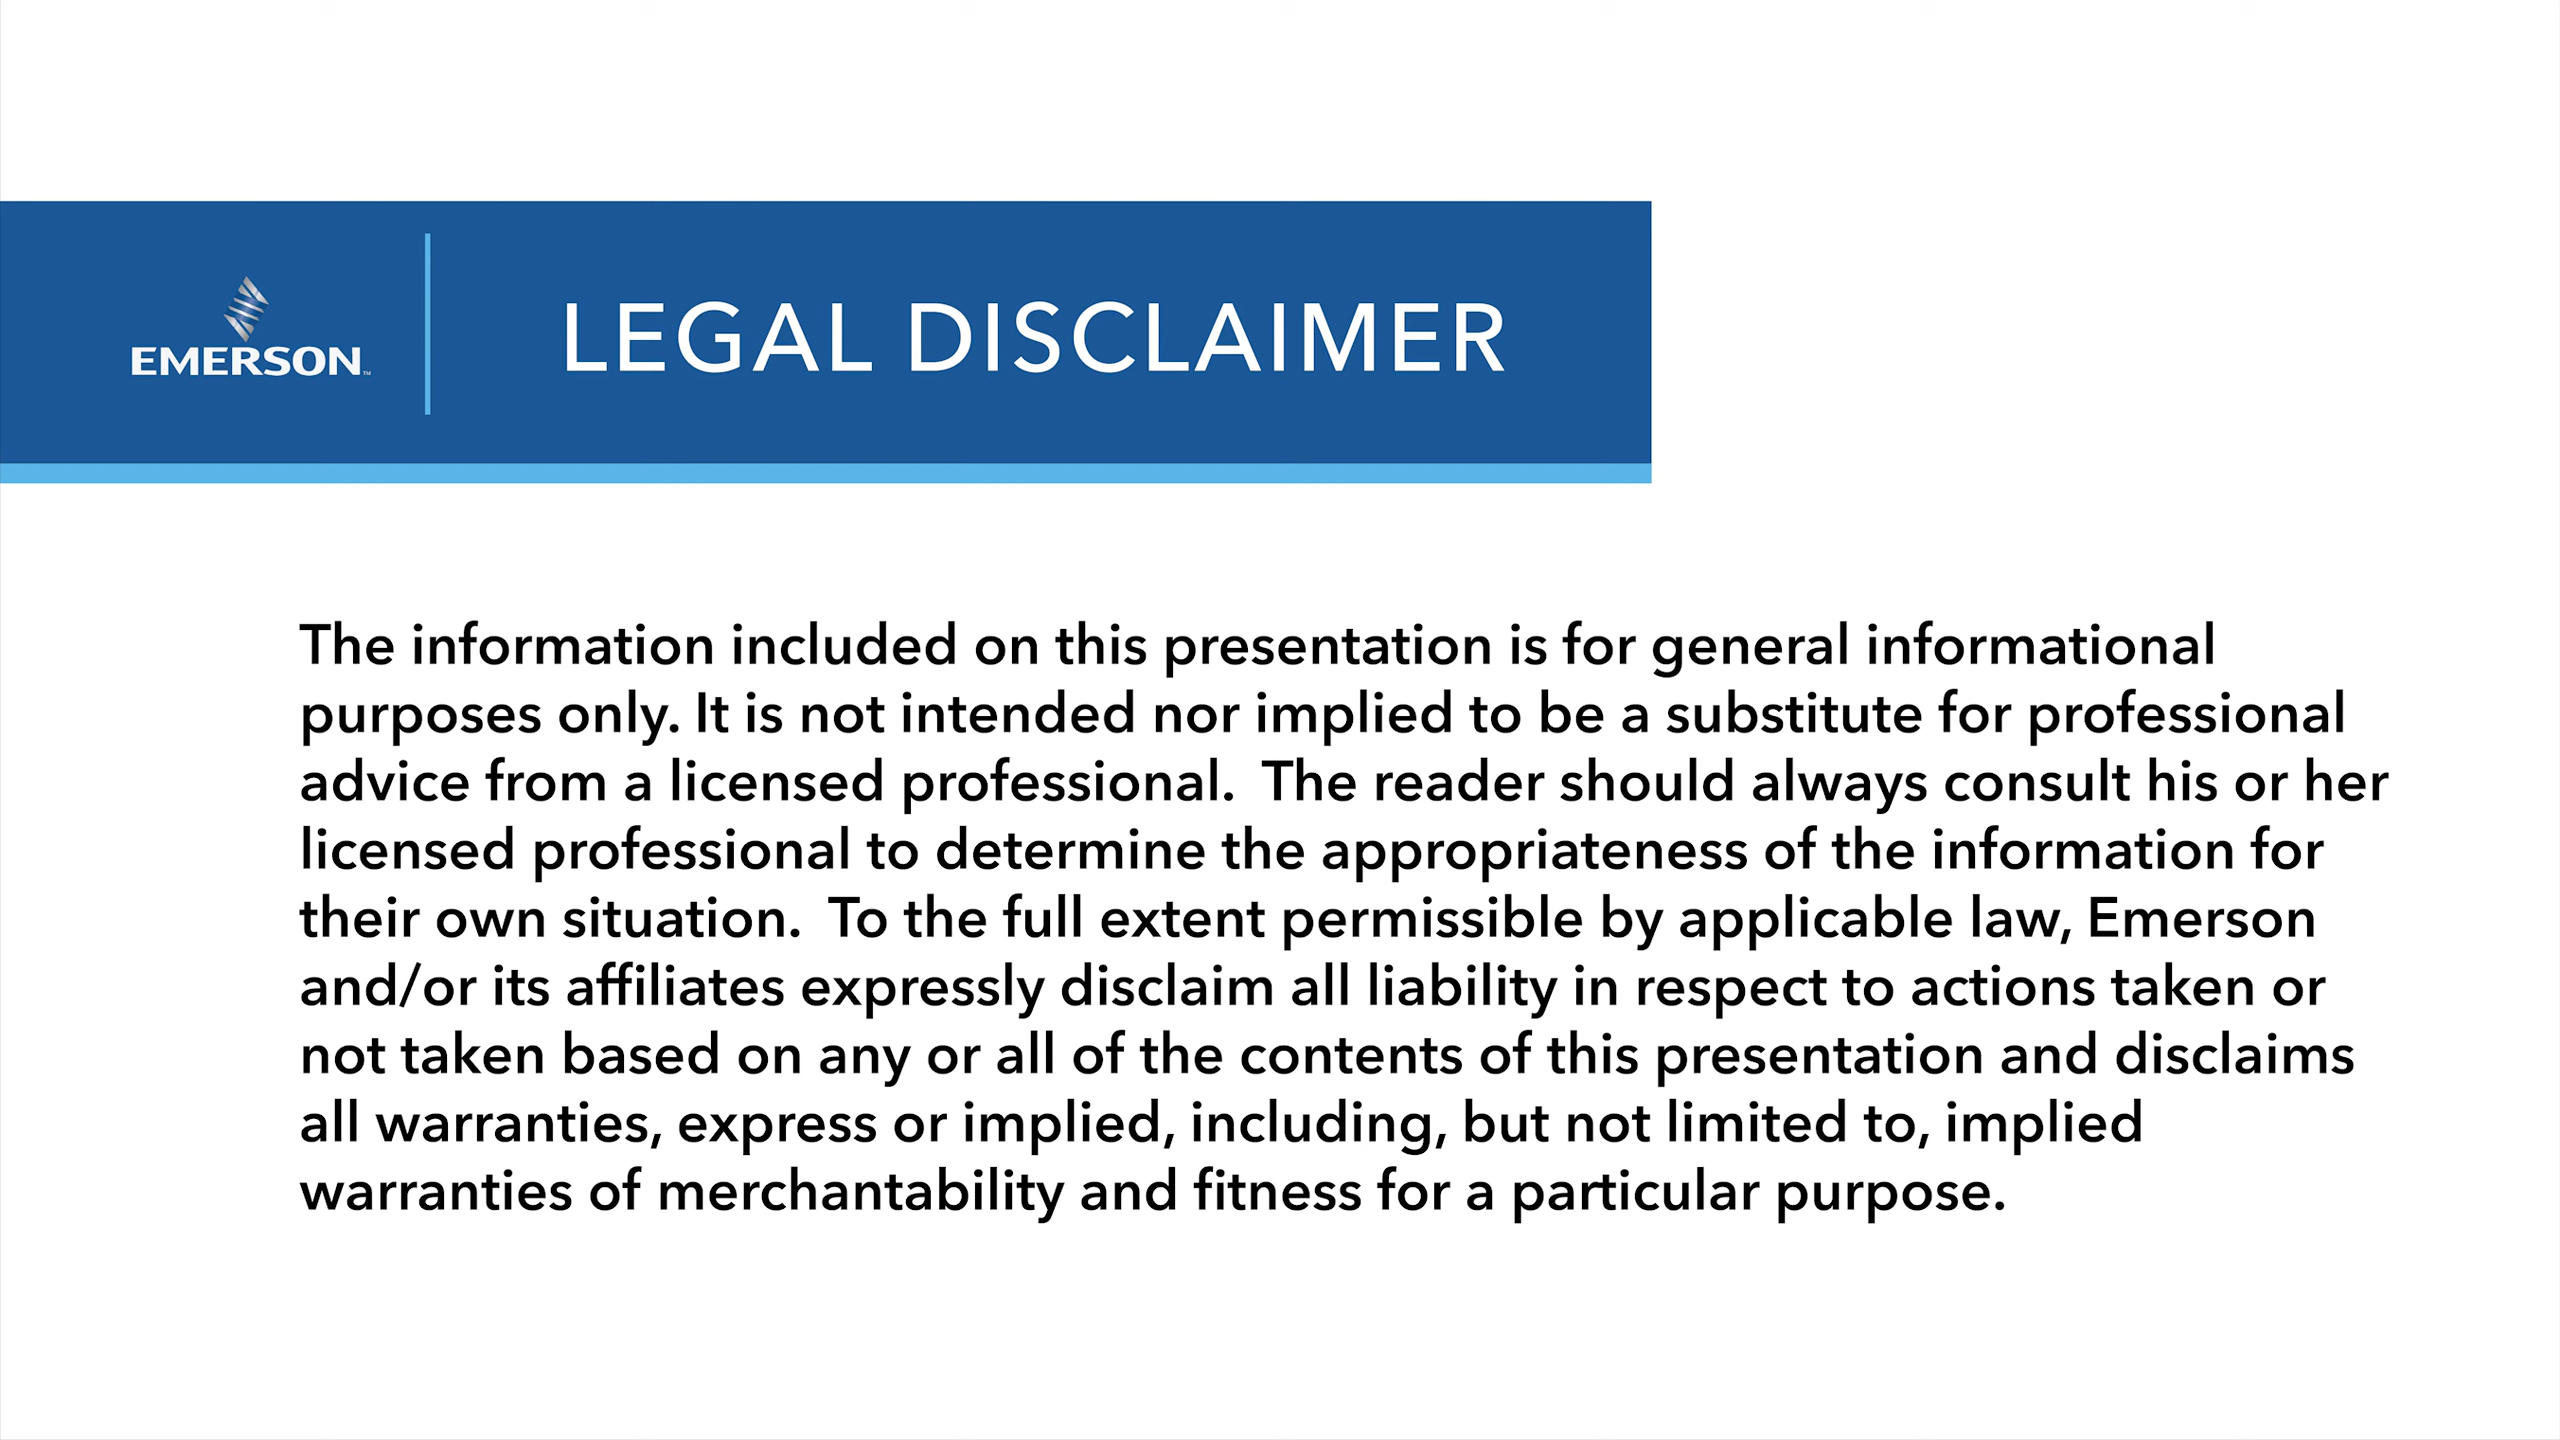 EMERSON™
LEGAL DISCLAIMER
The information included on this presentation is for general informational
purposes only. It is not intended nor implied to be a substitute for professional
advice from a licensed professional.  The reader should always consult his or her
licensed professional to determine the appropriateness of the information for
their own situation.  To the full extent permissible by applicable law, Emerson
and/or its affiliates expressly disclaim all liability in respect to actions taken or
not taken based on any or all of the contents of this presentation and disclaims
all warranties, express or implied, including, but not limited to, implied
warranties of merchantability and fitness for a particular purpose.